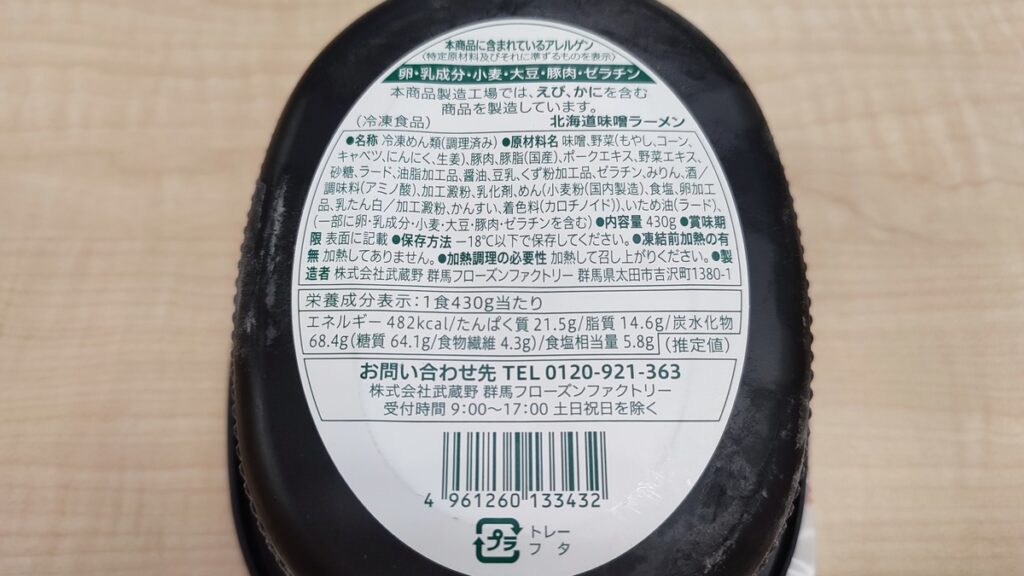 本商品に含まれているアレルゲン
(特定原材料及びそれに準ずるものを表示)
卵・乳成分・小麦・大豆・豚肉・ゼラチン
本商品製造工場では、えび、かにを含む
商品を製造しています。
(冷凍食品) 北海道味噌ラーメン
●名称 冷凍めん類(調理済み) ●原材料名 味噌、野菜(もやし、コーン、
キャベツ、にんにく、生姜)、豚肉、豚脂(国産)、ポークエキス、野菜エキス、
砂糖、ラード、油脂加工品、醤油、豆乳、くず粉加工品、ゼラチン、みりん、酒/
調味料(アミノ酸)、加工澱粉、乳化剤、めん(小麦粉(国内製造)、食塩、卵加工
品、乳たん白/加工澱粉、かんすい、着色料(カロチノイド))、いため油(ラード)、
(一部に卵・乳成分・小麦・大豆・豚肉・ゼラチンを含む) ●内容量 430g ●賞味期
限 表面に記載 ●保存方法 −18℃以下で保存してください。 ●凍結前加熱の有
無 加熱してありません。 ●加熱調理の必要性 加熱して召し上がりください。 ●製
造者 株式会社武蔵野 群馬フローズンファクトリー 群馬県太田市吉沢町1380-1
栄養成分表示:1食430g当たり
エネルギー 482kcal/たんぱく質 21.5g/脂質 14.6g/炭水化物
68.4g(糖質 64.1g/食物繊維 4.3g)/食塩相当量 5.8g (推定値)
お問い合わせ先 TEL 0120-921-363
株式会社武蔵野 群馬フローズンファクトリー
受付時間 9:00〜17:00 土日祝日を除く
4 961260 133432
プラ
トレー
フタ